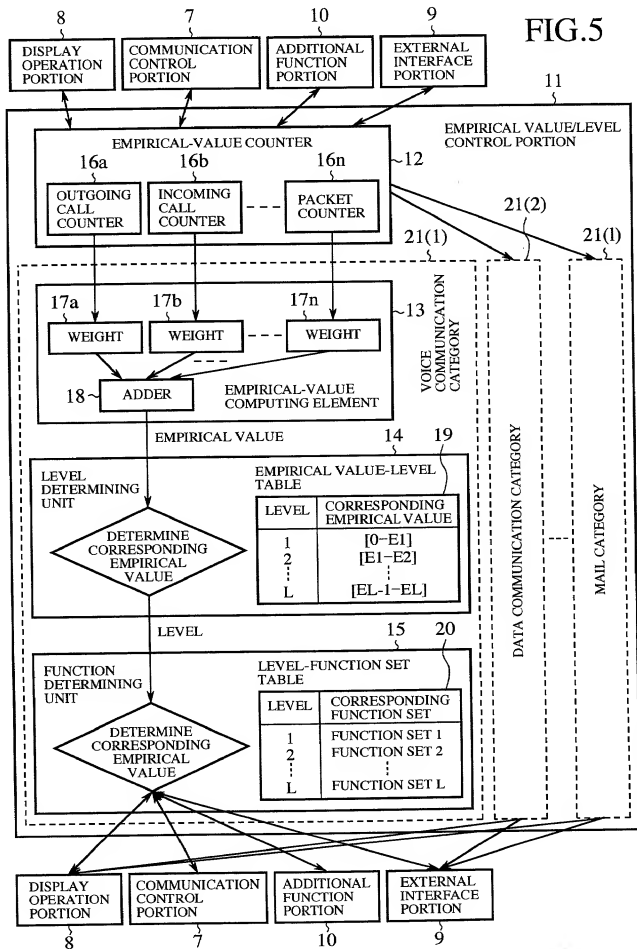 FIG.5
8
7
10
9
DISPLAY
OPERATION
PORTION
COMMUNICATION
CONTROL
PORTION
ADDITIONAL
FUNCTION
PORTION
EXTERNAL
INTERFACE
PORTION
11
EMPIRICAL VALUE/LEVEL
CONTROL PORTION
EMPIRICAL-VALUE COUNTER
12
16a
16b
16n
OUTGOING
CALL
COUNTER
INCOMING
CALL
COUNTER
PACKET
COUNTER
21(1)
21(2)
21(l)
VOICE
COMMUNICATION
CATEGORY
DATA COMMUNICATION CATEGORY
MAIL CATEGORY
13
17a
17b
17n
WEIGHT
WEIGHT
WEIGHT
18
ADDER
EMPIRICAL-VALUE
COMPUTING ELEMENT
EMPIRICAL VALUE
14
19
LEVEL
DETERMINING
UNIT
EMPIRICAL VALUE-LEVEL
TABLE
DETERMINE
CORRESPONDING
EMPIRICAL
VALUE
LEVEL
CORRESPONDING
EMPIRICAL VALUE
1
[0-E1]
2
[E1-E2]
L
[EL-1-EL]
LEVEL
15
20
FUNCTION
DETERMINING
UNIT
LEVEL-FUNCTION SET
TABLE
DETERMINE
CORRESPONDING
EMPIRICAL
VALUE
LEVEL
CORRESPONDING
FUNCTION SET
1
FUNCTION SET 1
2
FUNCTION SET 2
L
FUNCTION SET L
DISPLAY
OPERATION
PORTION
COMMUNICATION
CONTROL
PORTION
ADDITIONAL
FUNCTION
PORTION
EXTERNAL
INTERFACE
PORTION
8
7
10
9